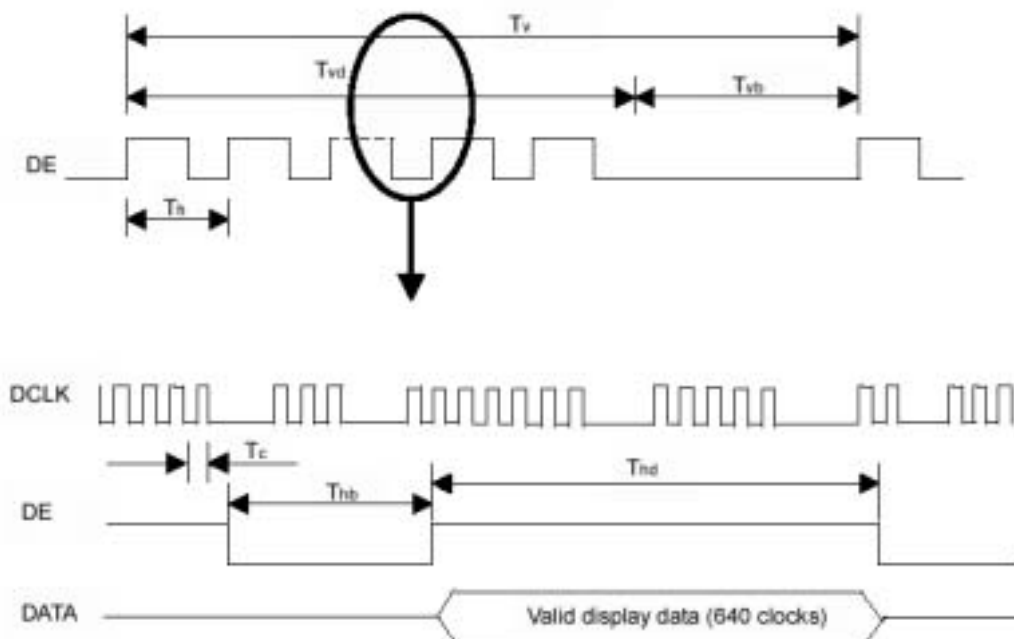 Tv
Tvd
Tvb
DE
Th
DCLK
Tc
Thb
Thd
DE
DATA
Valid display data (640 clocks)